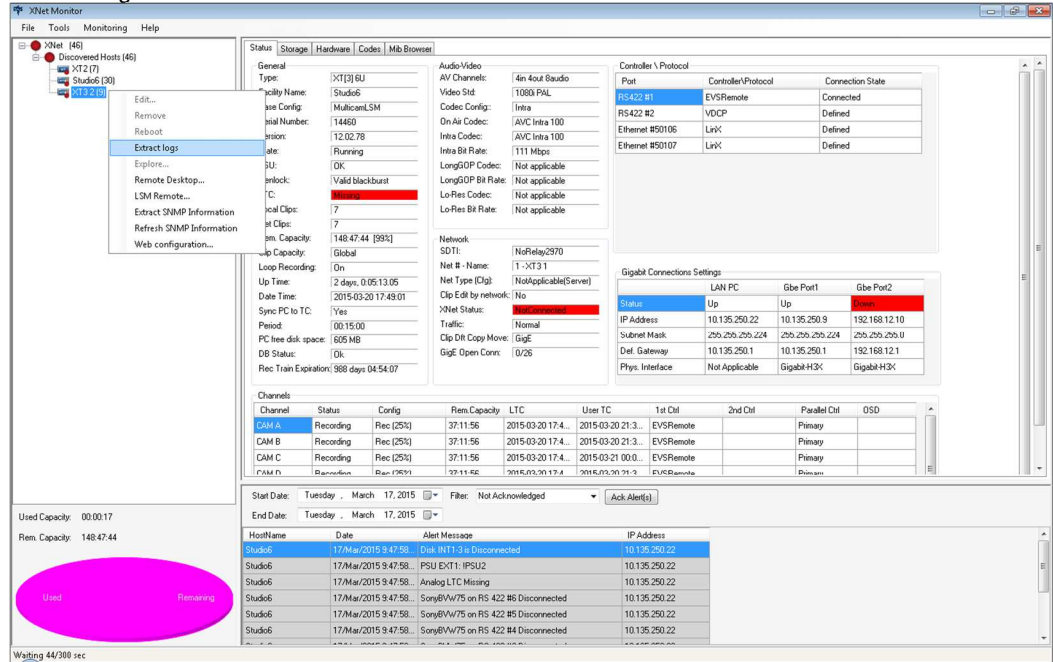 XNet Monitor
File Tools Monitoring Help
XNet (46)
Discovered Hosts (46)
XT2 (7)
Studio6 (30)
XT3.2 (9)
Edit...
Remove
Reboot
Extract logs
Explore...
Remote Desktop...
LSM Remote...
Extract SNMP Information
Refresh SNMP Information
Web configuration...
Status Storage Hardware Codes Mib Browser
General
Type: XT[3] 6U
Facility Name: Studio6
Base Config: MulticamLSM
Serial Number: 14460
Version: 12.02.78
State: Running
PSU: OK
Genlock: Valid blackburst
LTC: Missing
Local Clips: 7
Net Clips: 7
Rem. Capacity: 148:47:44 [99%]
Clip Capacity: Global
Loop Recording: On
Up Time: 2 days, 0:05:13.05
Date Time: 2015-03-20 17:49:01
Sync PC to TC: Yes
Period: 00:15:00
PC free disk space: 605 MB
DB Status: Ok
Rec Train Expiration: 988 days 04:54:07
Audio-Video
AV Channels: 4in 4out 8audio
Video Std: 1080i PAL
Codec Config:: Intra
On Air Codec: AVC Intra 100
Intra Codec: AVC Intra 100
Intra Bit Rate: 111 Mbps
LongGOP Codec: Not applicable
LongGOP Bit Rate: Not applicable
Lo-Res Codec: Not applicable
Lo-Res Bit Rate: Not applicable
Network
SDTI: NoRelay2970
Net # - Name: 1 - XT3 1
Net Type (Cfg): NotApplicable(Server)
Clip Edit by network: No
XNet Status: NotConnected
Traffic: Normal
Clip Dft Copy Move: GigE
GigE Open Conn: 0/26
Controller \ Protocol
Port Controller\Protocol Connection State
RS422 #1 EVSRemote Connected
RS422 #2 VDCP Defined
Ethernet #50106 LinX Defined
Ethernet #50107 LinX Defined
Gigabit Connections Settings
LAN PC Gbe Port1 Gbe Port2
Status Up Up Down
IP Address 10.135.250.22 10.135.250.9 192.168.12.10
Subnet Mask 255.255.255.224 255.255.255.224 255.255.255.0
Def. Gateway 10.135.250.1 10.135.250.1 192.168.12.1
Phys. Interface Not Applicable Gigabit-H3X Gigabit-H3X
Channels
Channel Status Config Rem.Capacity LTC User TC 1st Ctrl 2nd Ctrl Parallel Ctrl OSD
CAM A Recording Rec (25%) 37:11:56 2015-03-20 17:4... 2015-03-20 21:3... EVSRemote Primary
CAM B Recording Rec (25%) 37:11:56 2015-03-20 17:4... 2015-03-20 21:3... EVSRemote Primary
CAM C Recording Rec (25%) 37:11:56 2015-03-20 17:4... 2015-03-21 00:0... EVSRemote Primary
CAM D Recording Rec (25%) 37:11:56 2015-03-20 17:4... 2015-03-20 21:3... EVSRemote Primary
Start Date: Tuesday , March 17, 2015 Filter: Not Acknowledged Ack Alert(s)
End Date: Tuesday , March 17, 2015
HostName Date Alert Message IP Address
Studio6 17/Mar/2015 9:47:58... Disk INT1-3 is Disconnected 10.135.250.22
Studio6 17/Mar/2015 9:47:58... PSU EXT1: !PSU2 10.135.250.22
Studio6 17/Mar/2015 9:47:58... Analog LTC Missing 10.135.250.22
Studio6 17/Mar/2015 9:47:58... SonyBVW75 on RS 422 #6 Disconnected 10.135.250.22
Studio6 17/Mar/2015 9:47:58... SonyBVW75 on RS 422 #5 Disconnected 10.135.250.22
Studio6 17/Mar/2015 9:47:58... SonyBVW75 on RS 422 #4 Disconnected 10.135.250.22
Used Capacity: 00:00:17
Rem. Capacity: 148:47:44
Used Remaining
Waiting 44/300 sec